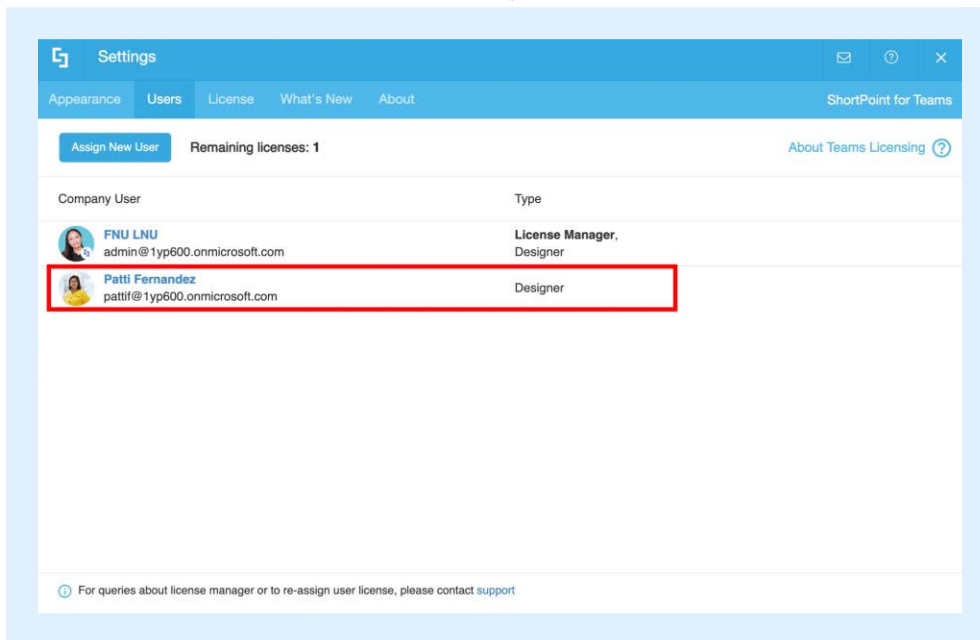 Settings
Appearance Users License What's New About ShortPoint for Teams
Assign New User Remaining licenses: 1 About Teams Licensing ?
Company User Type
FNU LNU License Manager,
admin@1yp600.onmicrosoft.com Designer
Patti Fernandez
pattif@1yp600.onmicrosoft.com Designer
For queries about license manager or to re-assign user license, please contact support